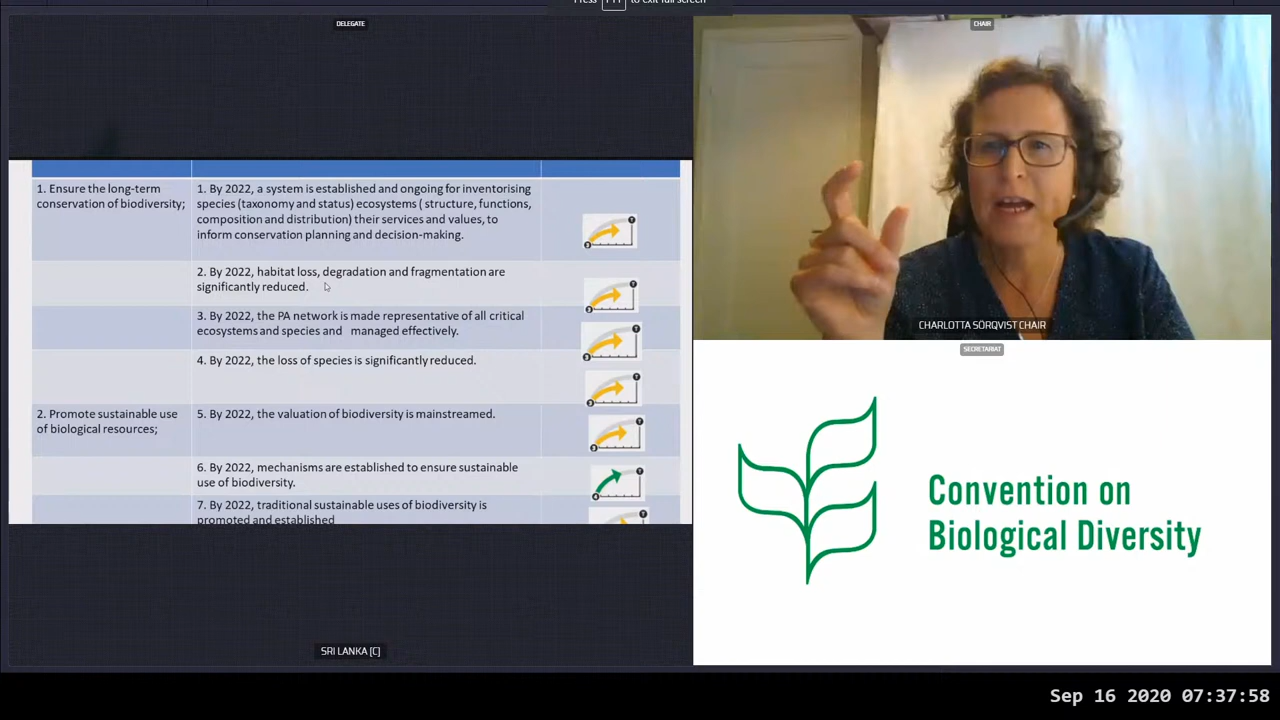 to exit full screen
DELEGATE
CHAIR
1. Ensure the long-term
conservation of biodiversity;
1. By 2022, a system is established and ongoing for inventorising
species (taxonomy and status) ecosystems ( structure, functions,
composition and distribution) their services and values, to
inform conservation planning and decision-making.
2. By 2022, habitat loss, degradation and fragmentation are
significantly reduced.
3. By 2022, the PA network is made representative of all critical
ecosystems and species and managed effectively.
4. By 2022, the loss of species is significantly reduced.
2. Promote sustainable use
of biological resources;
5. By 2022, the valuation of biodiversity is mainstreamed.
6. By 2022, mechanisms are established to ensure sustainable
use of biodiversity.
7. By 2022, traditional sustainable uses of biodiversity is
promoted and established
CHARLOTTA SÖRQVIST CHAIR
SECRETARIAT
Convention on
Biological Diversity
SRI LANKA [C]
Sep 16 2020 07:37:58